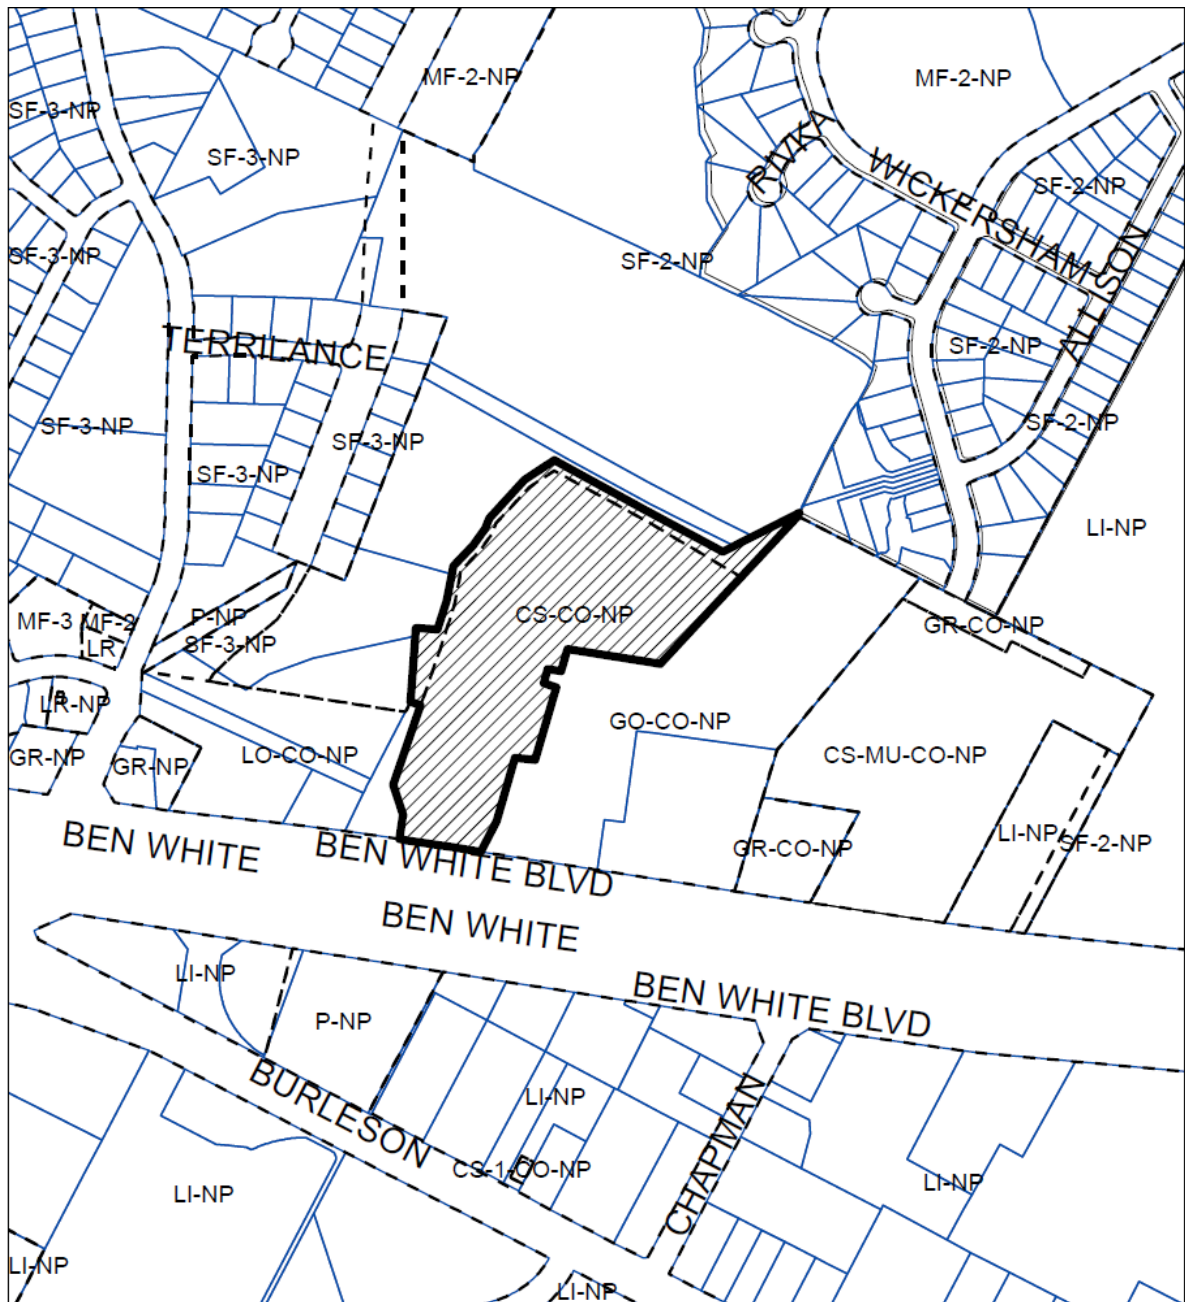 MF-2-NP
MF-2-NP
SF-3-NP
SF-3-NP
RIVKA
WICKERSHAM
SF-2-NP
ALLISON
SF-3-NP
SF-2-NP
TERRILANCE
SF-2-NP
SF-3-NP
SF-3-NP
SF-2-NP
SF-3-NP
LI-NP
CS-CO-NP
MF-3
MF-2
P-NP
GR-CO-NP
LR
SF-3-NP
LR-NP
GO-CO-NP
GR-NP
GR-NP
LO-CO-NP
CS-MU-CO-NP
BEN WHITE
BEN WHITE BLVD
GR-CO-NP
LI-NP
SF-2-NP
BEN WHITE
LI-NP
P-NP
BEN WHITE BLVD
BURLESON
LI-NP
CHAPMAN
CS-1-CO-NP
LI-NP
LI-NP
LI-NP
LI-NP